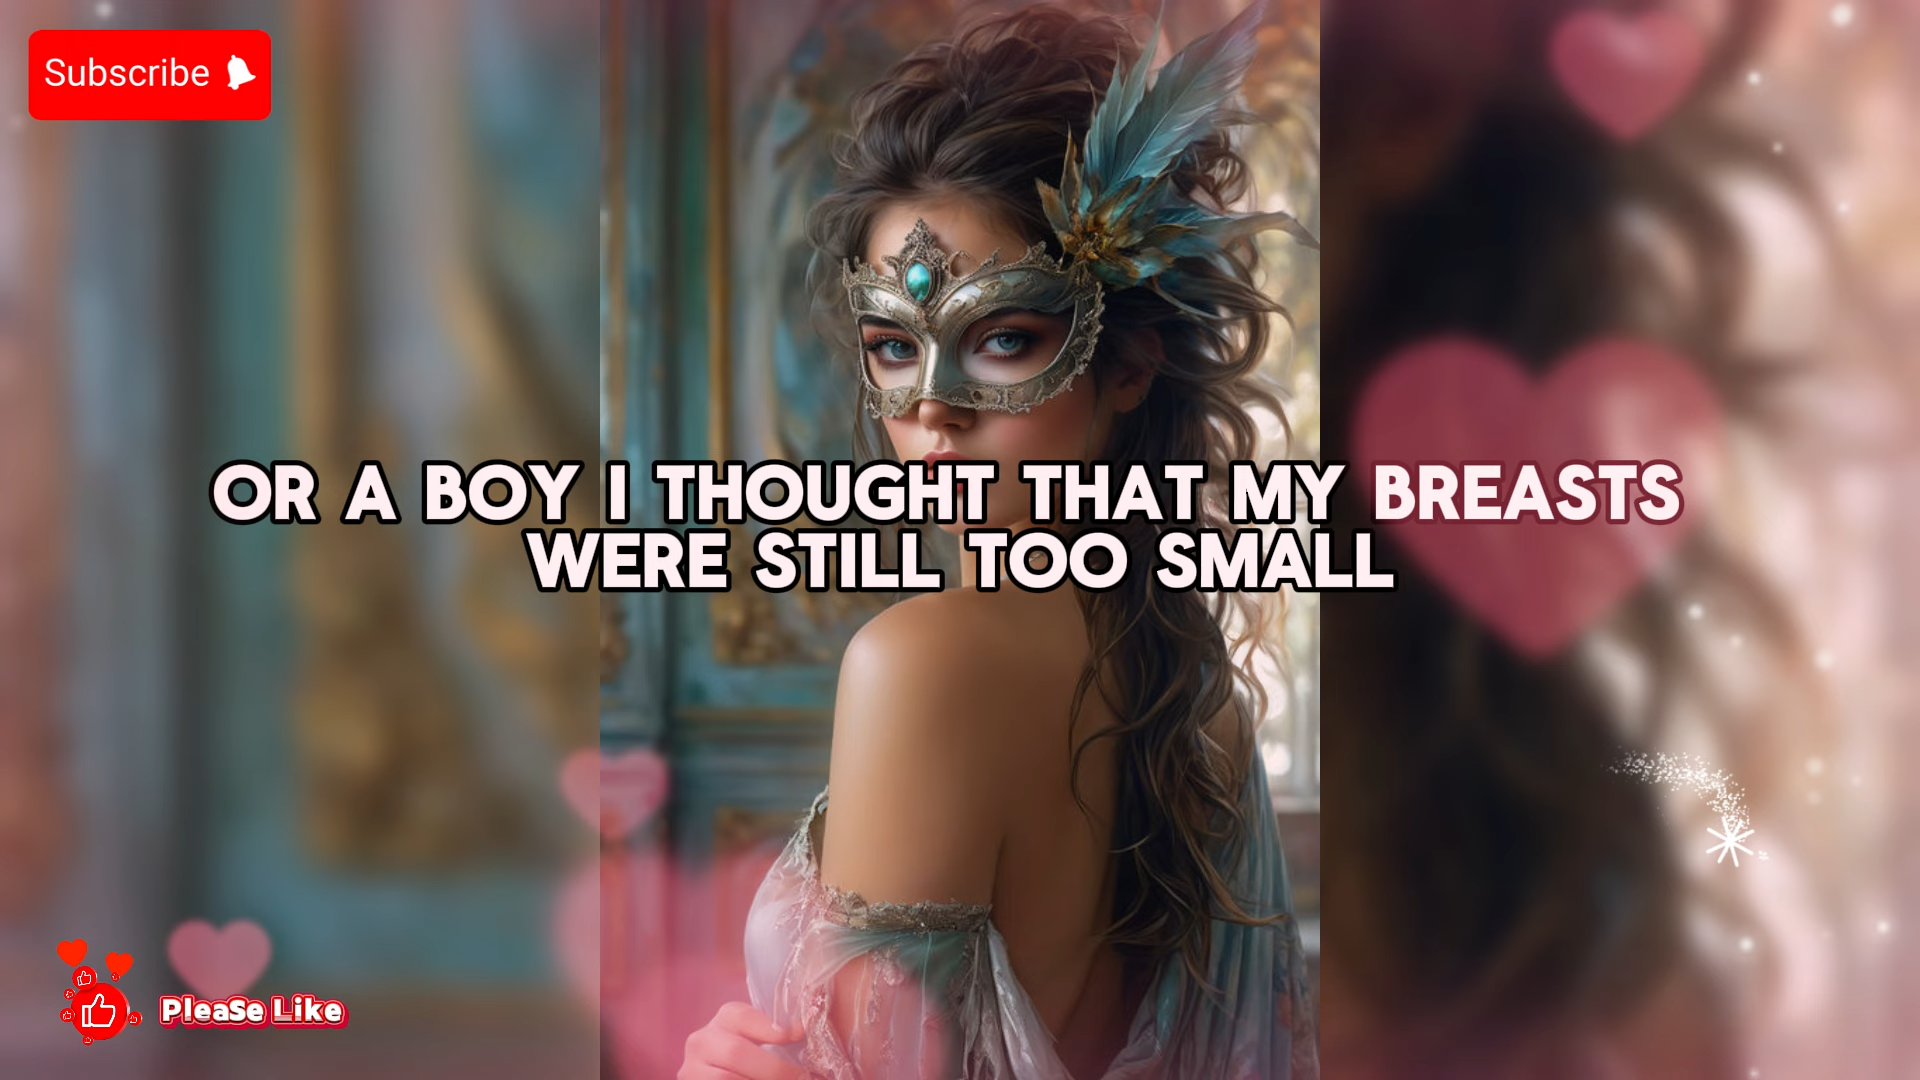 Subscribe
OR A BOY I THOUGHT THAT MY BREASTS
WERE STILL TOO SMALL
PleaSe Like